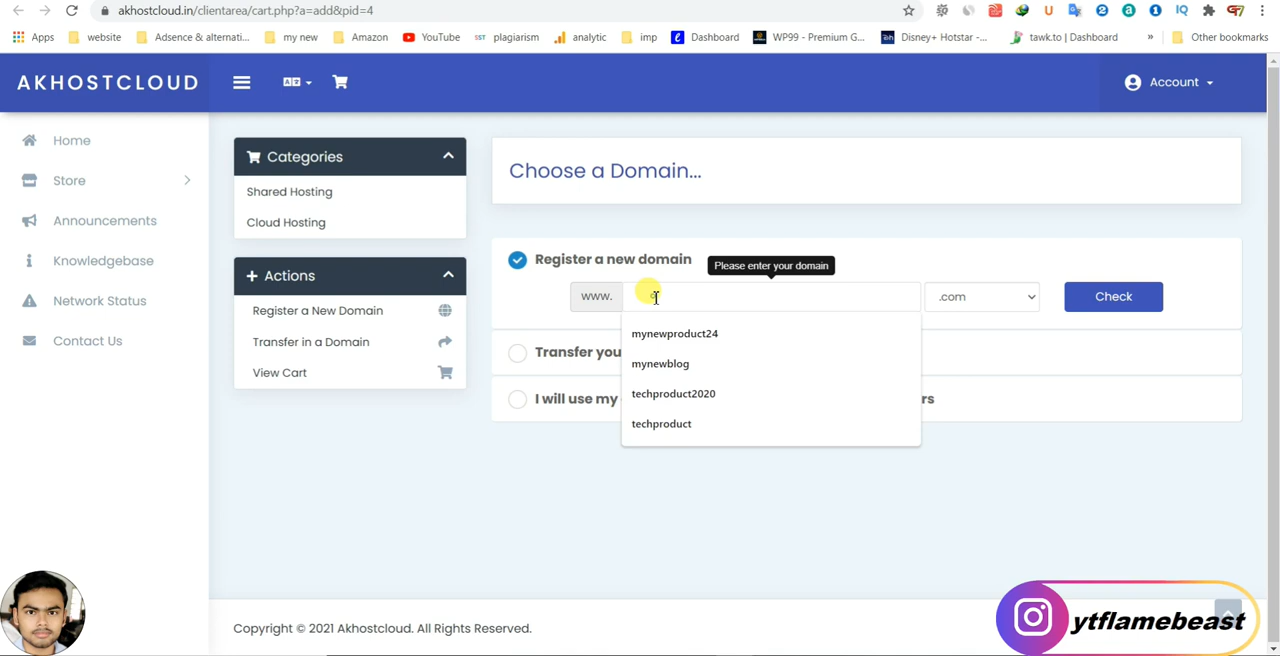 akhostcloud.in/clientarea/cart.php?a=add&pid=4
Apps website Adsence & alternati... my new Amazon YouTube SST plagiarism analytic imp Dashboard WP99 - Premium G... Disney+ Hotstar -... tawk.to | Dashboard » Other bookmarks
AKHOSTCLOUD
Account
Home
Store
Announcements
Knowledgebase
Network Status
Contact Us
Categories
Shared Hosting
Cloud Hosting
Actions
Register a New Domain
Transfer in a Domain
View Cart
Choose a Domain...
Register a new domain
Please enter your domain
www. .com Check
mynewproduct24
mynewblog
techproduct2020
techproduct
Transfer you
I will use my rs
Copyright © 2021 Akhostcloud. All Rights Reserved.
ytflamebeast